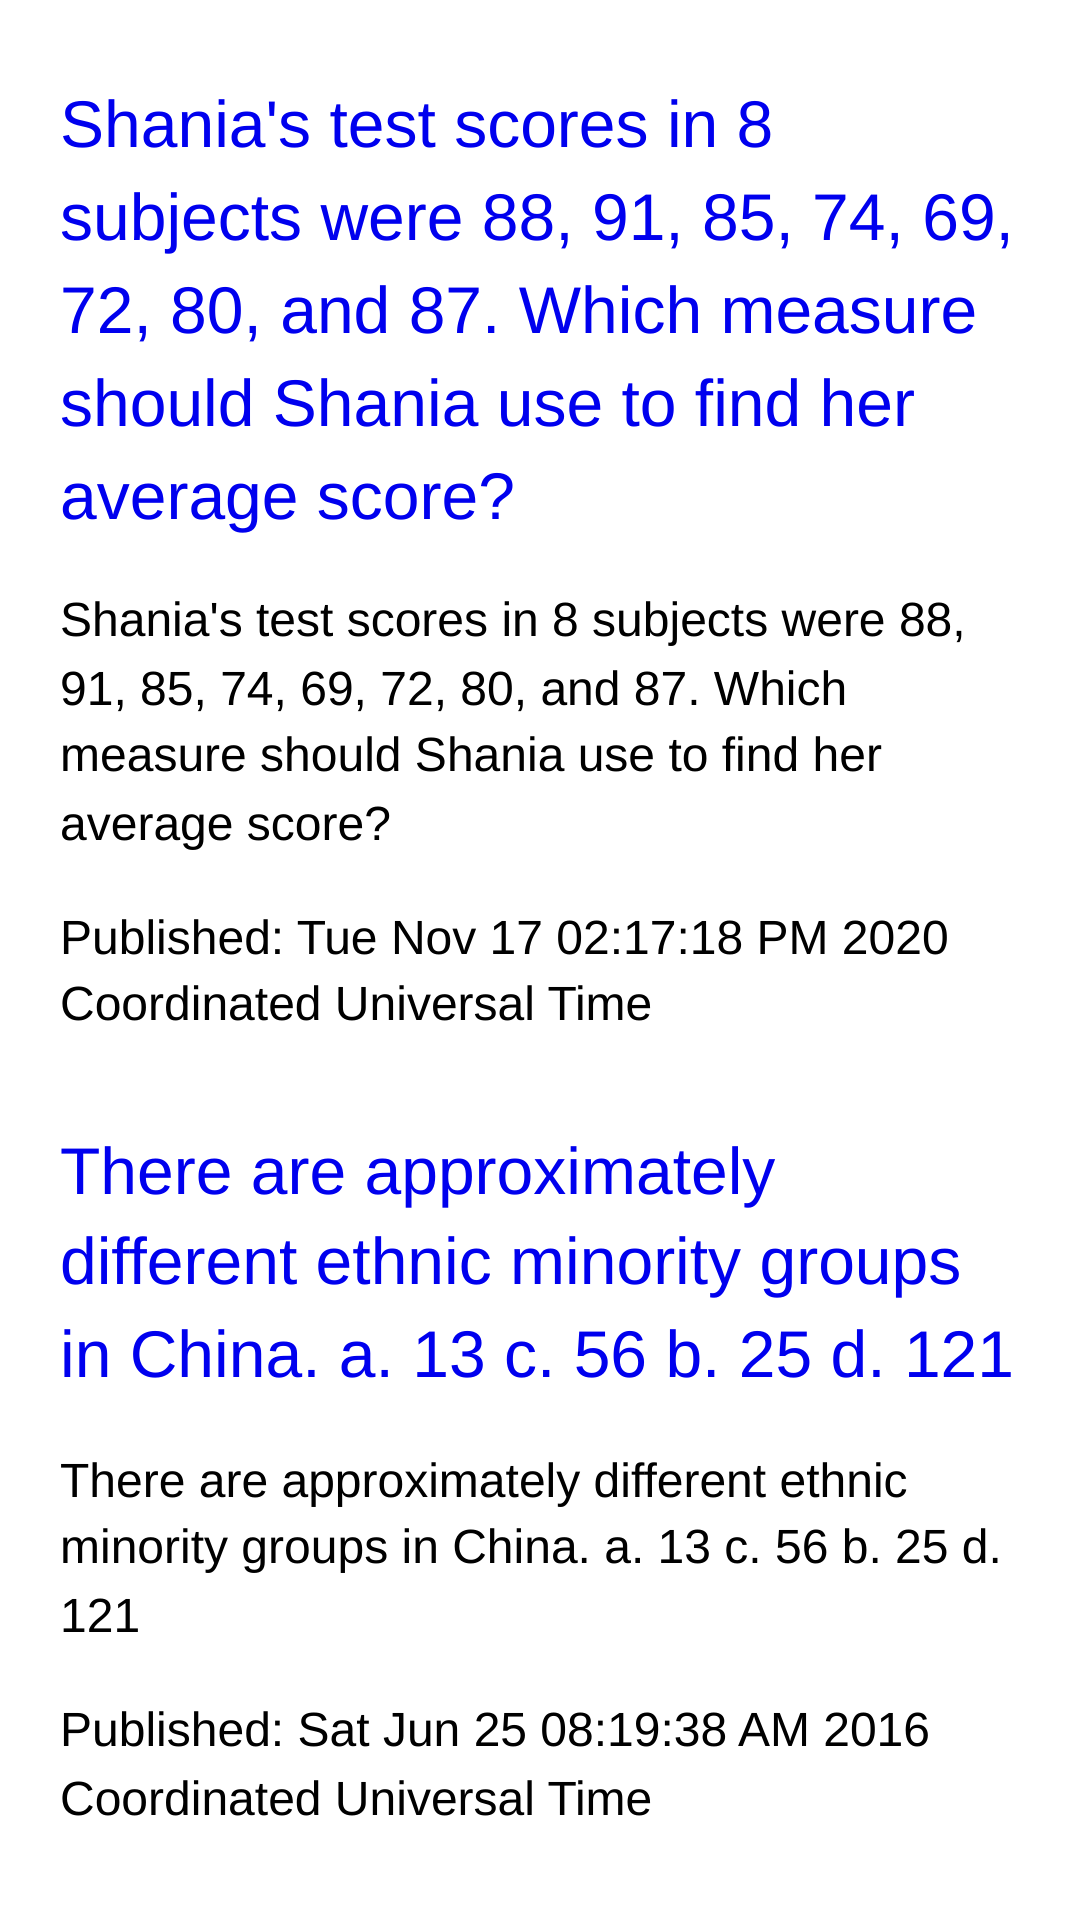 Shania's test scores in 8
subjects were 88, 91, 85, 74, 69,
72, 80, and 87. Which measure
should Shania use to find her
average score?
Shania's test scores in 8 subjects were 88,
91, 85, 74, 69, 72, 80, and 87. Which
measure should Shania use to find her
average score?
Published: Tue Nov 17 02:17:18 PM 2020
Coordinated Universal Time
There are approximately
different ethnic minority groups
in China. a. 13 c. 56 b. 25 d. 121
There are approximately different ethnic
minority groups in China. a. 13 c. 56 b. 25 d.
121
Published: Sat Jun 25 08:19:38 AM 2016
Coordinated Universal Time